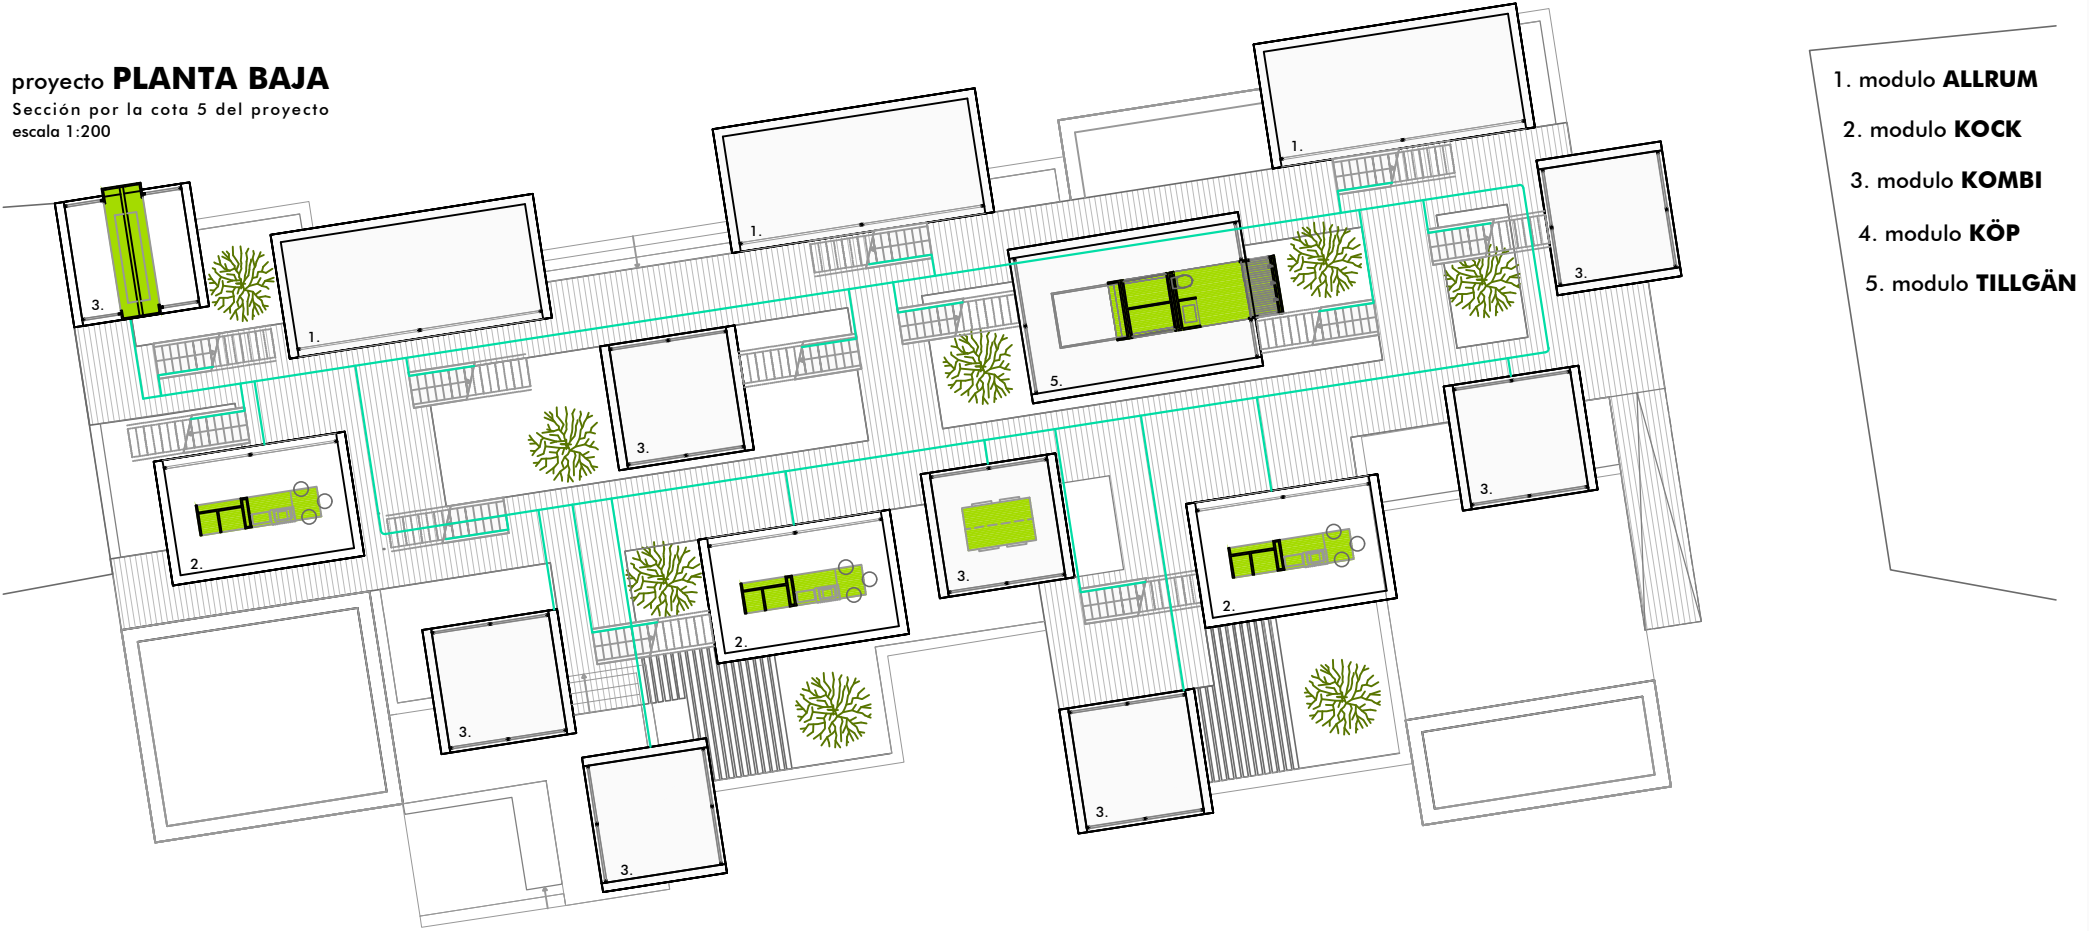 proyecto PLANTA BAJA
Sección por la cota 5 del proyecto
escala 1:200
1. modulo ALLRUM
2. modulo KOCK
3. modulo KOMBI
4. modulo KÖP
5. modulo TILLGÄN
1.
3.
1.
3.
1.
5.
3.
3.
2.
3.
2.
3.
2.
3.
3.
3.